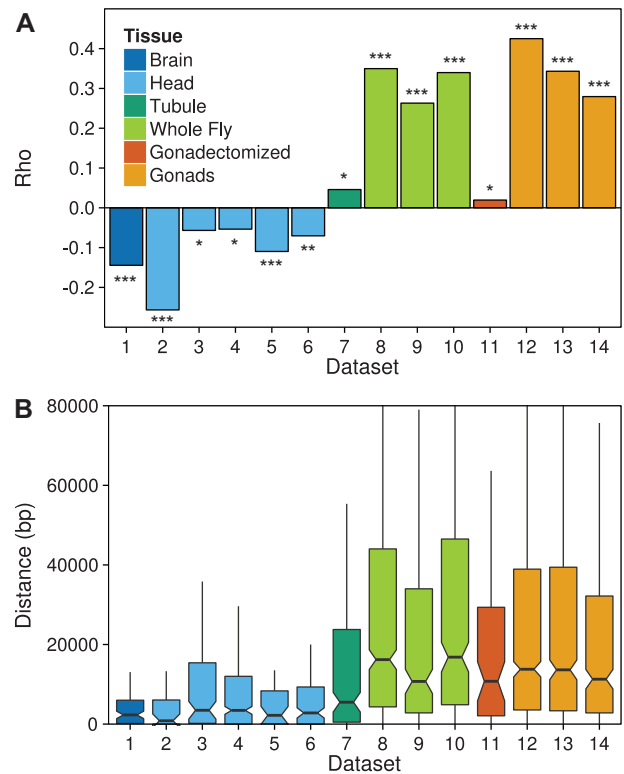 A
Tissue
Brain
Head
Tubule
Whole Fly
Gonadectomized
Gonads
Rho
0.4
0.3
0.2
0.1
0.0
-0.1
-0.2
*** *** * * *** ** * *** *** *** * *** *** ***
1 2 3 4 5 6 7 8 9 10 11 12 13 14
Dataset
B
Distance (bp)
80000
60000
40000
20000
0
1 2 3 4 5 6 7 8 9 10 11 12 13 14
Dataset